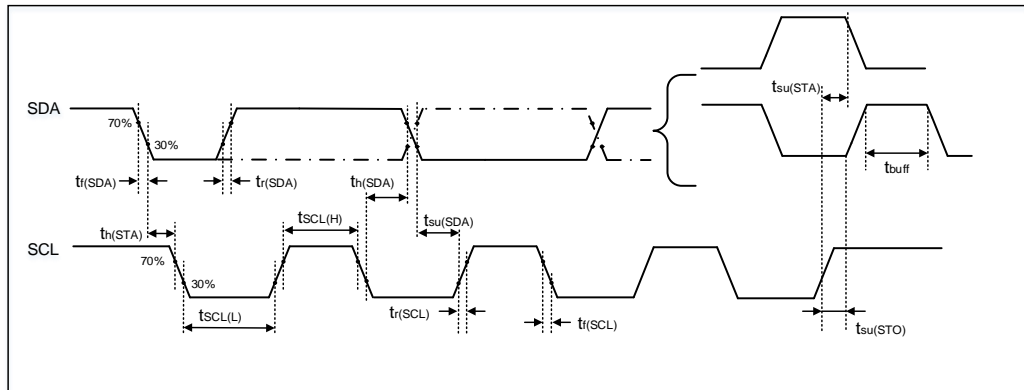 tsu(STA)
SDA
70%
30%
tbuff
tf(SDA)
tr(SDA)
th(SDA)
tSCL(H)
tsu(SDA)
th(STA)
SCL
70%
30%
tr(SCL)
tSCL(L)
tf(SCL)
tsu(STO)